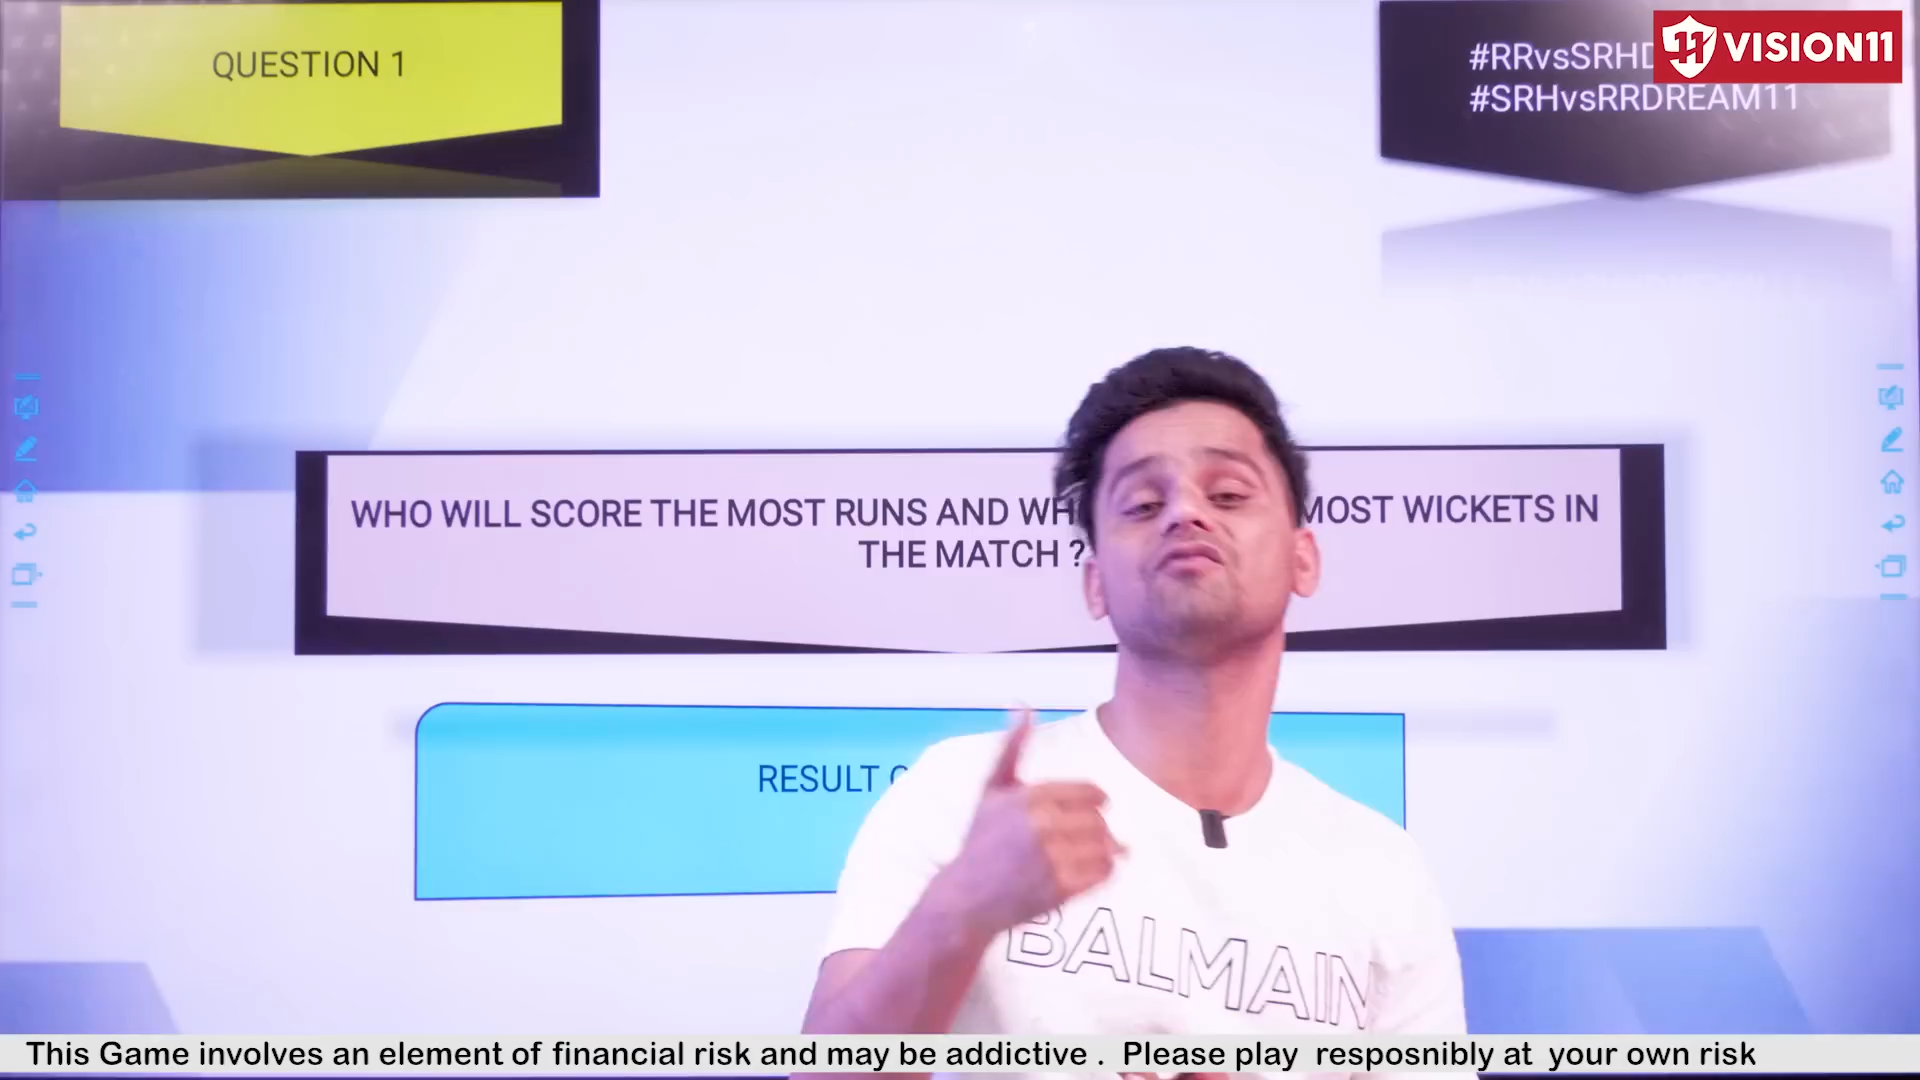 QUESTION 1
#RRvsSRHD
#SRHvsRRDREAM11
VISION11
WHO WILL SCORE THE MOST RUNS AND MOST WICKETS IN
THE MATCH ?
RESULT
BALMAIN
This Game involves an element of financial risk and may be addictive . Please play resposnibly at your own risk